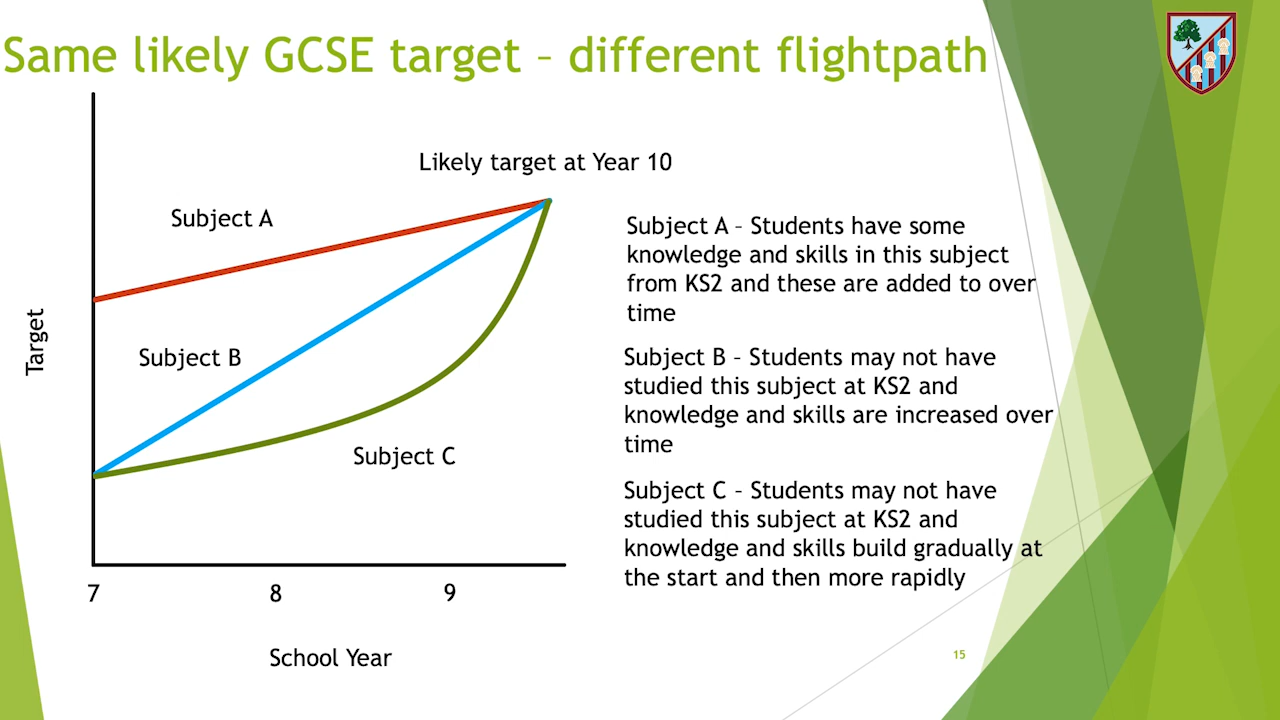 Same likely GCSE target – different flightpath
Likely target at Year 10
Subject A
Subject B
Subject C
Target
7 8 9
School Year
Subject A – Students have some
knowledge and skills in this subject
from KS2 and these are added to over
time
Subject B – Students may not have
studied this subject at KS2 and
knowledge and skills are increased over
time
Subject C – Students may not have
studied this subject at KS2 and
knowledge and skills build gradually at
the start and then more rapidly
15